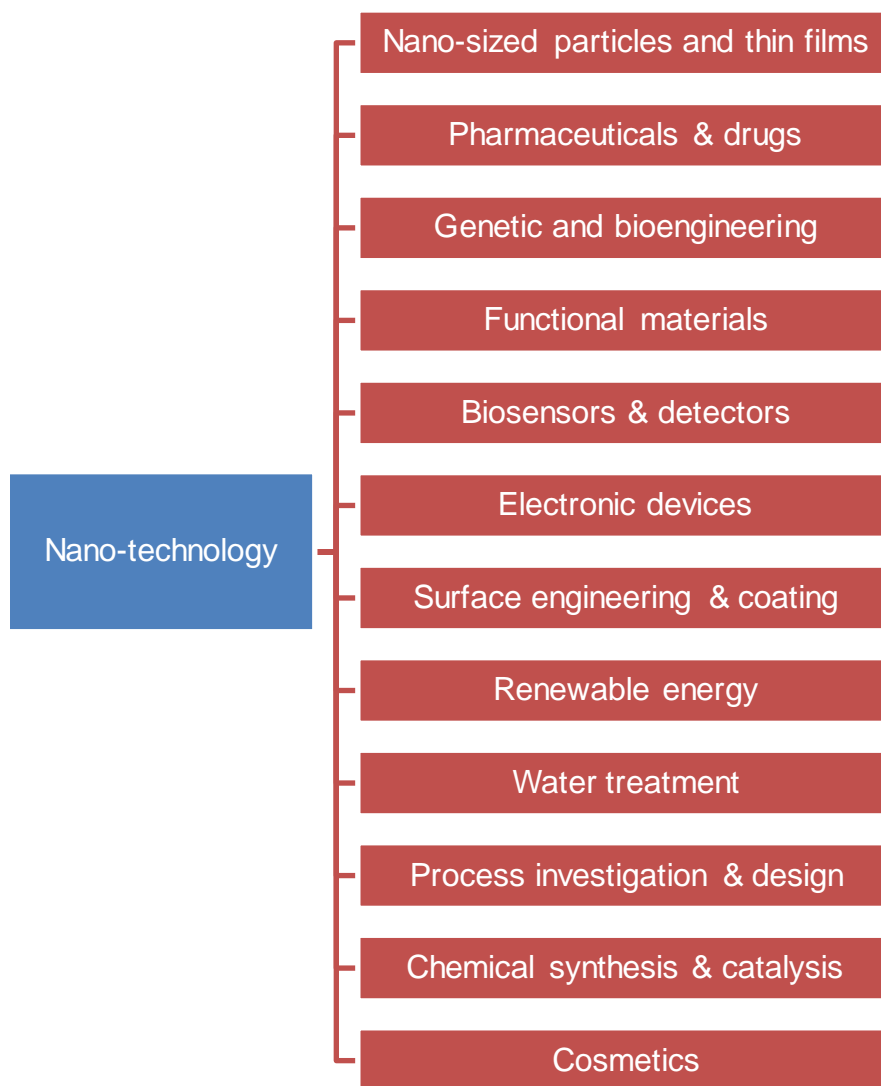 Nano-sized particles and thin films
Pharmaceuticals & drugs
Genetic and bioengineering
Functional materials
Biosensors & detectors
Electronic devices
Nano-technology
Surface engineering & coating
Renewable energy
Water treatment
Process investigation & design
Chemical synthesis & catalysis
Cosmetics